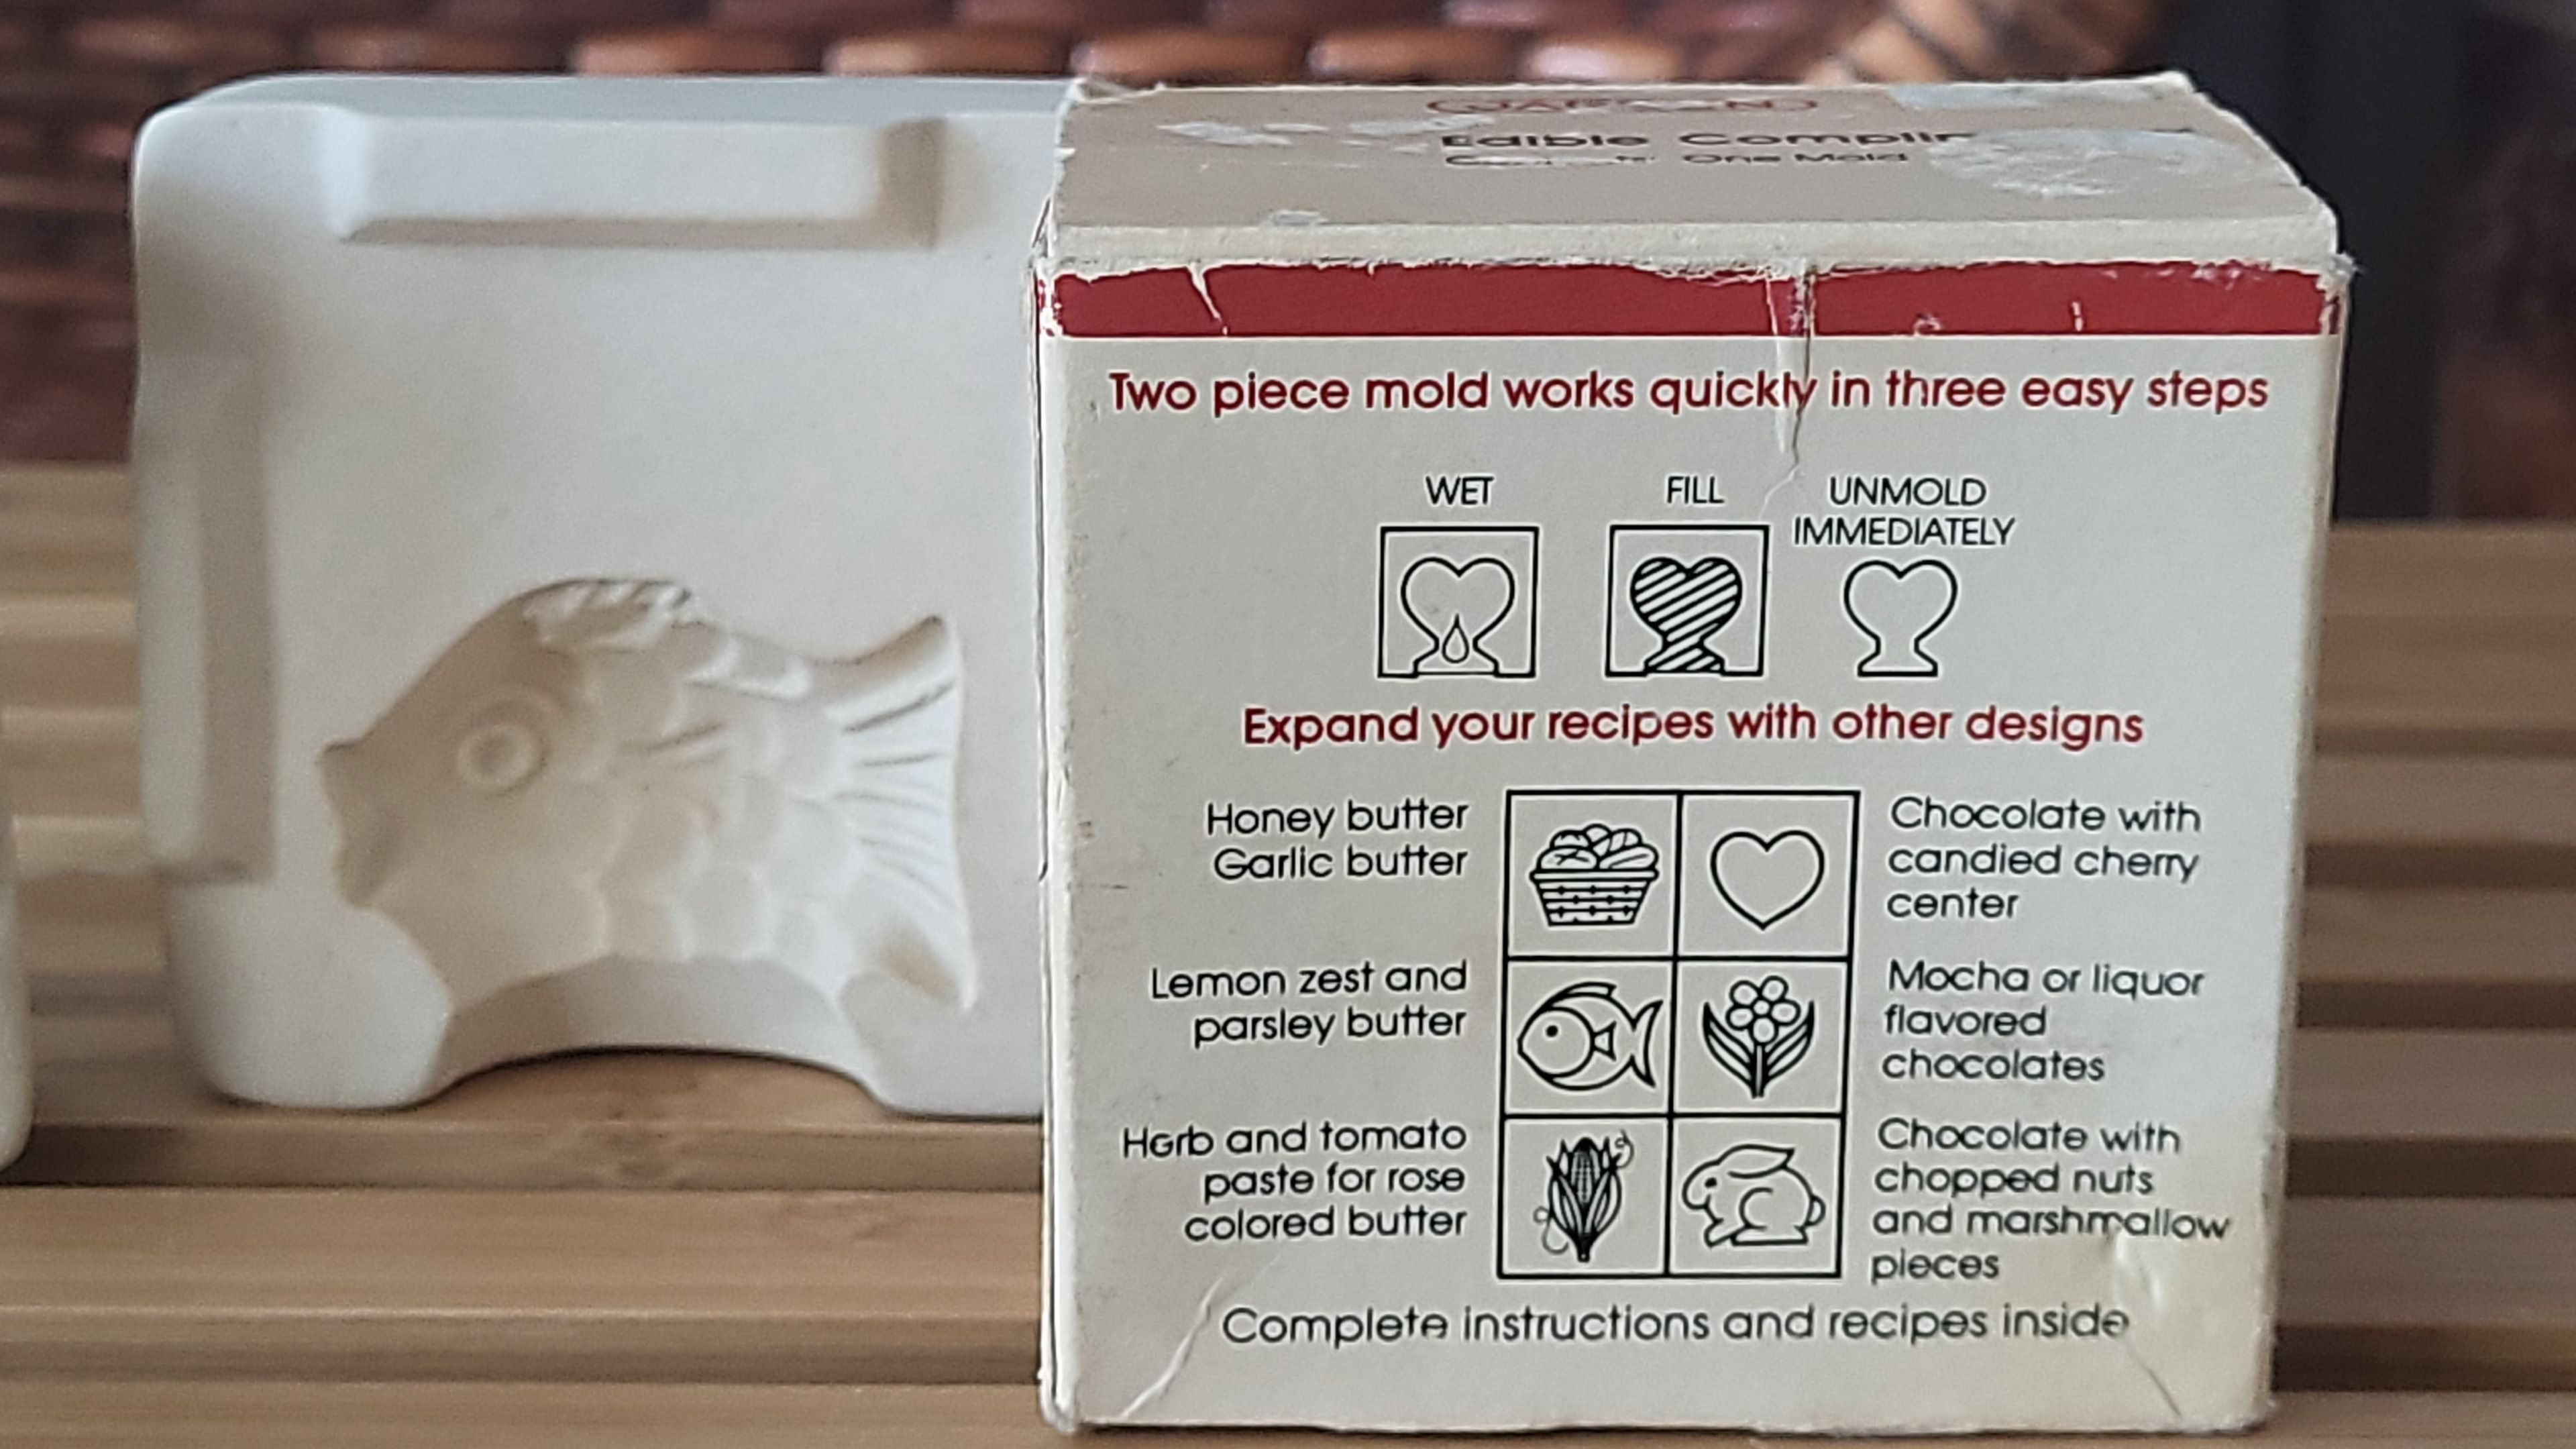 Edible
One Mold
Two piece mold works quickly in three easy steps
WET
FILL
UNMOLD
IMMEDIATELY
Expand your recipes with other designs
Honey butter
Garlic butter
Chocolate with
candied cherry
center
Lemon zest and
parsley butter
Mocha or liquor
flavored
chocolates
Herb and tomato
paste for rose
colored butter
Chocolate with
chopped nuts
and marshmallow
pieces
Complete instructions and recipes inside